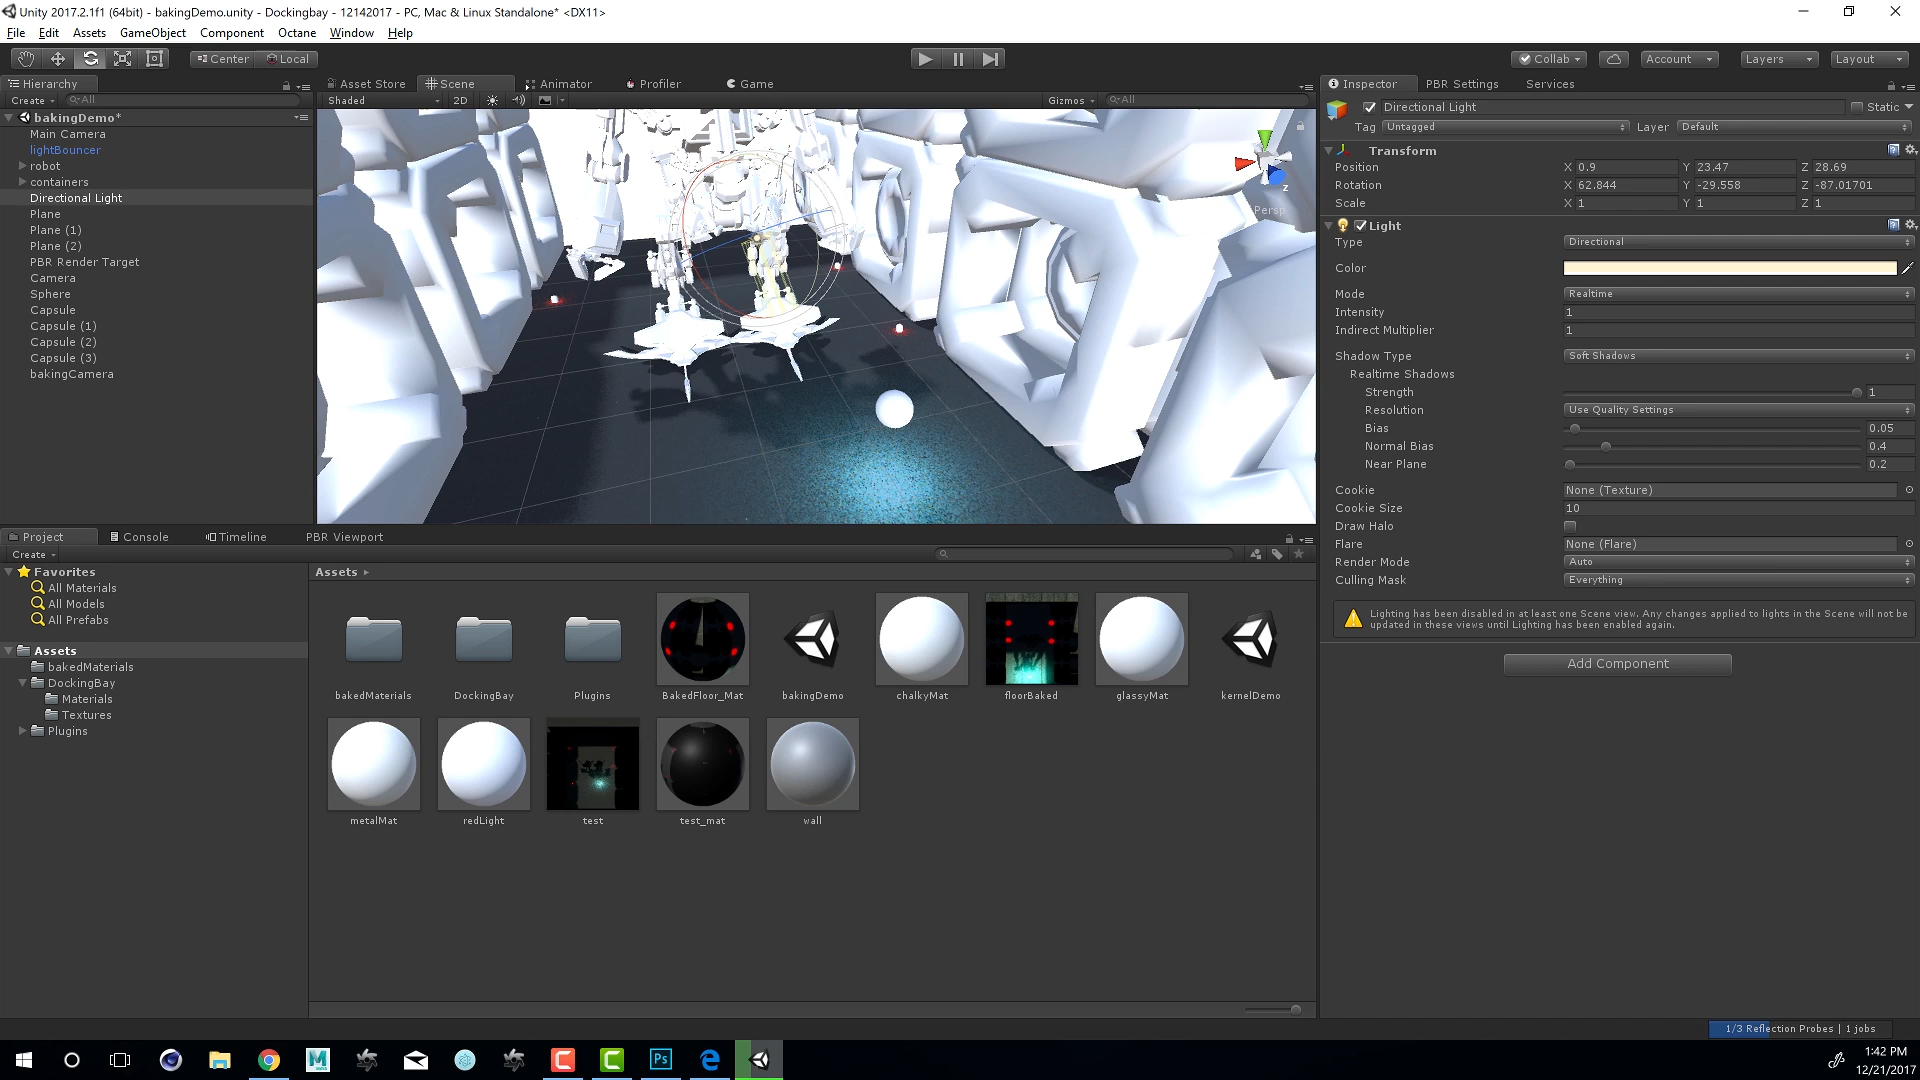 Unity 2017.2.1f1 (64bit) - bakingDemo.unity - Dockingbay - 12142017 - PC, Mac & Linux Standalone* <DX11>
File Edit Assets GameObject Component Octane Window Help
Center Local
Collab Account Layers Layout
Hierarchy
Create All
bakingDemo*
Main Camera
lightBouncer
robot
containers
Directional Light
Plane
Plane (1)
Plane (2)
PBR Render Target
Camera
Sphere
Capsule
Capsule (1)
Capsule (2)
Capsule (3)
bakingCamera
Asset Store Scene Animator Profiler Game
Shaded 2D Gizmos All
Persp
z
Inspector PBR Settings Services
Directional Light Static
Tag Untagged Layer Default
Transform
Position X 0.9 Y 23.47 Z 28.69
Rotation X 62.844 Y -29.558 Z -87.01701
Scale X 1 Y 1 Z 1
Light
Type Directional
Color
Mode Realtime
Intensity 1
Indirect Multiplier 1
Shadow Type Soft Shadows
Realtime Shadows
Strength 1
Resolution Use Quality Settings
Bias 0.05
Normal Bias 0.4
Near Plane 0.2
Cookie None (Texture)
Cookie Size 10
Draw Halo
Flare None (Flare)
Render Mode Auto
Culling Mask Everything
Lighting has been disabled in at least one Scene view. Any changes applied to lights in the Scene will not be
updated in these views until Lighting has been enabled again.
Add Component
Project Console Timeline PBR Viewport
Create
Favorites
All Materials
All Models
All Prefabs
Assets
bakedMaterials
DockingBay
Materials
Textures
Plugins
Assets
bakedMaterials DockingBay Plugins BakedFloor_Mat bakingDemo chalkyMat floorBaked glassyMat kernelDemo
metalMat redLight test test_mat wall
1/3 Reflection Probes | 1 jobs
M Ps
1:42 PM
12/21/2017